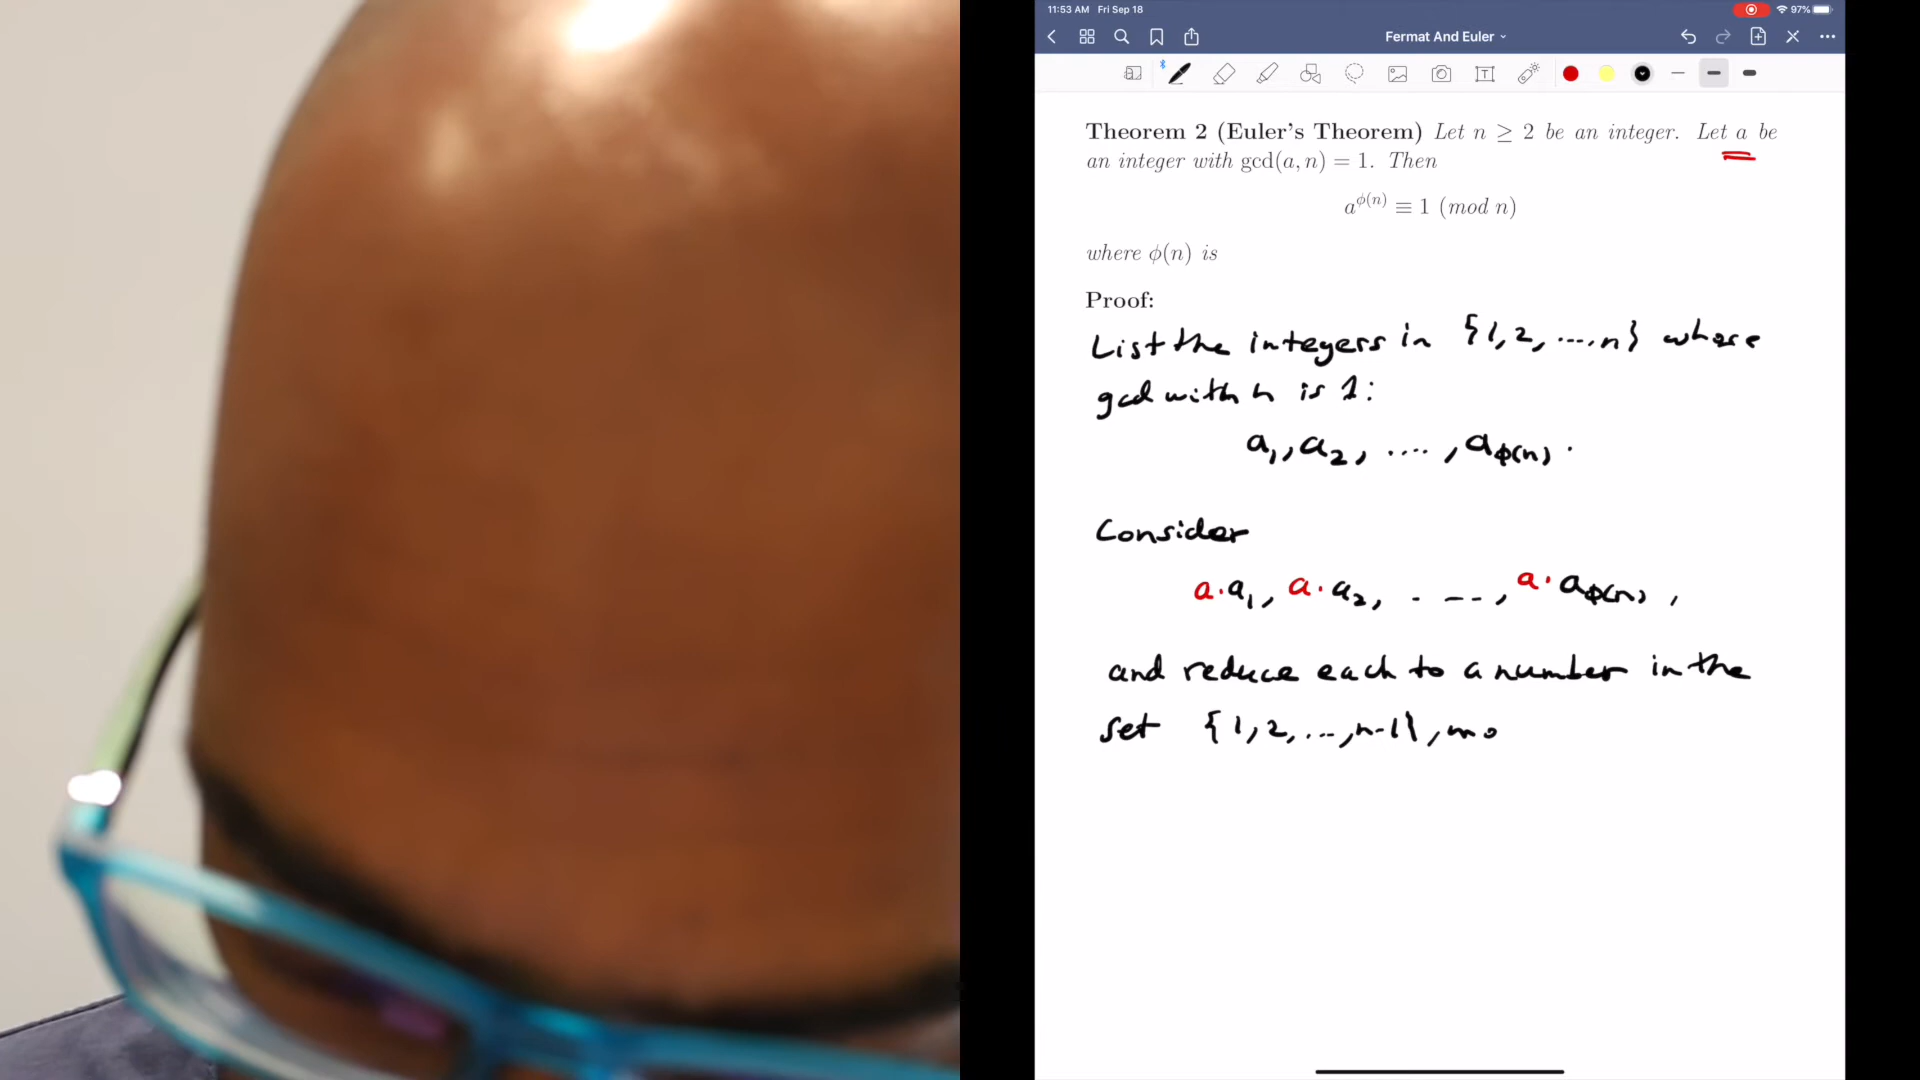 11:53 AM Fri Sep 18
97%
Fermat And Euler
Theorem 2 (Euler's Theorem) Let n ≥ 2 be an integer. Let a be
an integer with gcd(a, n) = 1. Then
a^{ϕ(n)} ≡ 1 (mod n)
where ϕ(n) is
Proof:
List the integers in {1, 2, ..., n} whose
gcd with n is 1:
a₁, a₂, ...., a_{ϕ(n)}.
Consider
a·a₁, a·a₂, . ---, a·a_{ϕ(n)},
and reduce each to a number in the
set {1, 2, ..., n-1}, mo